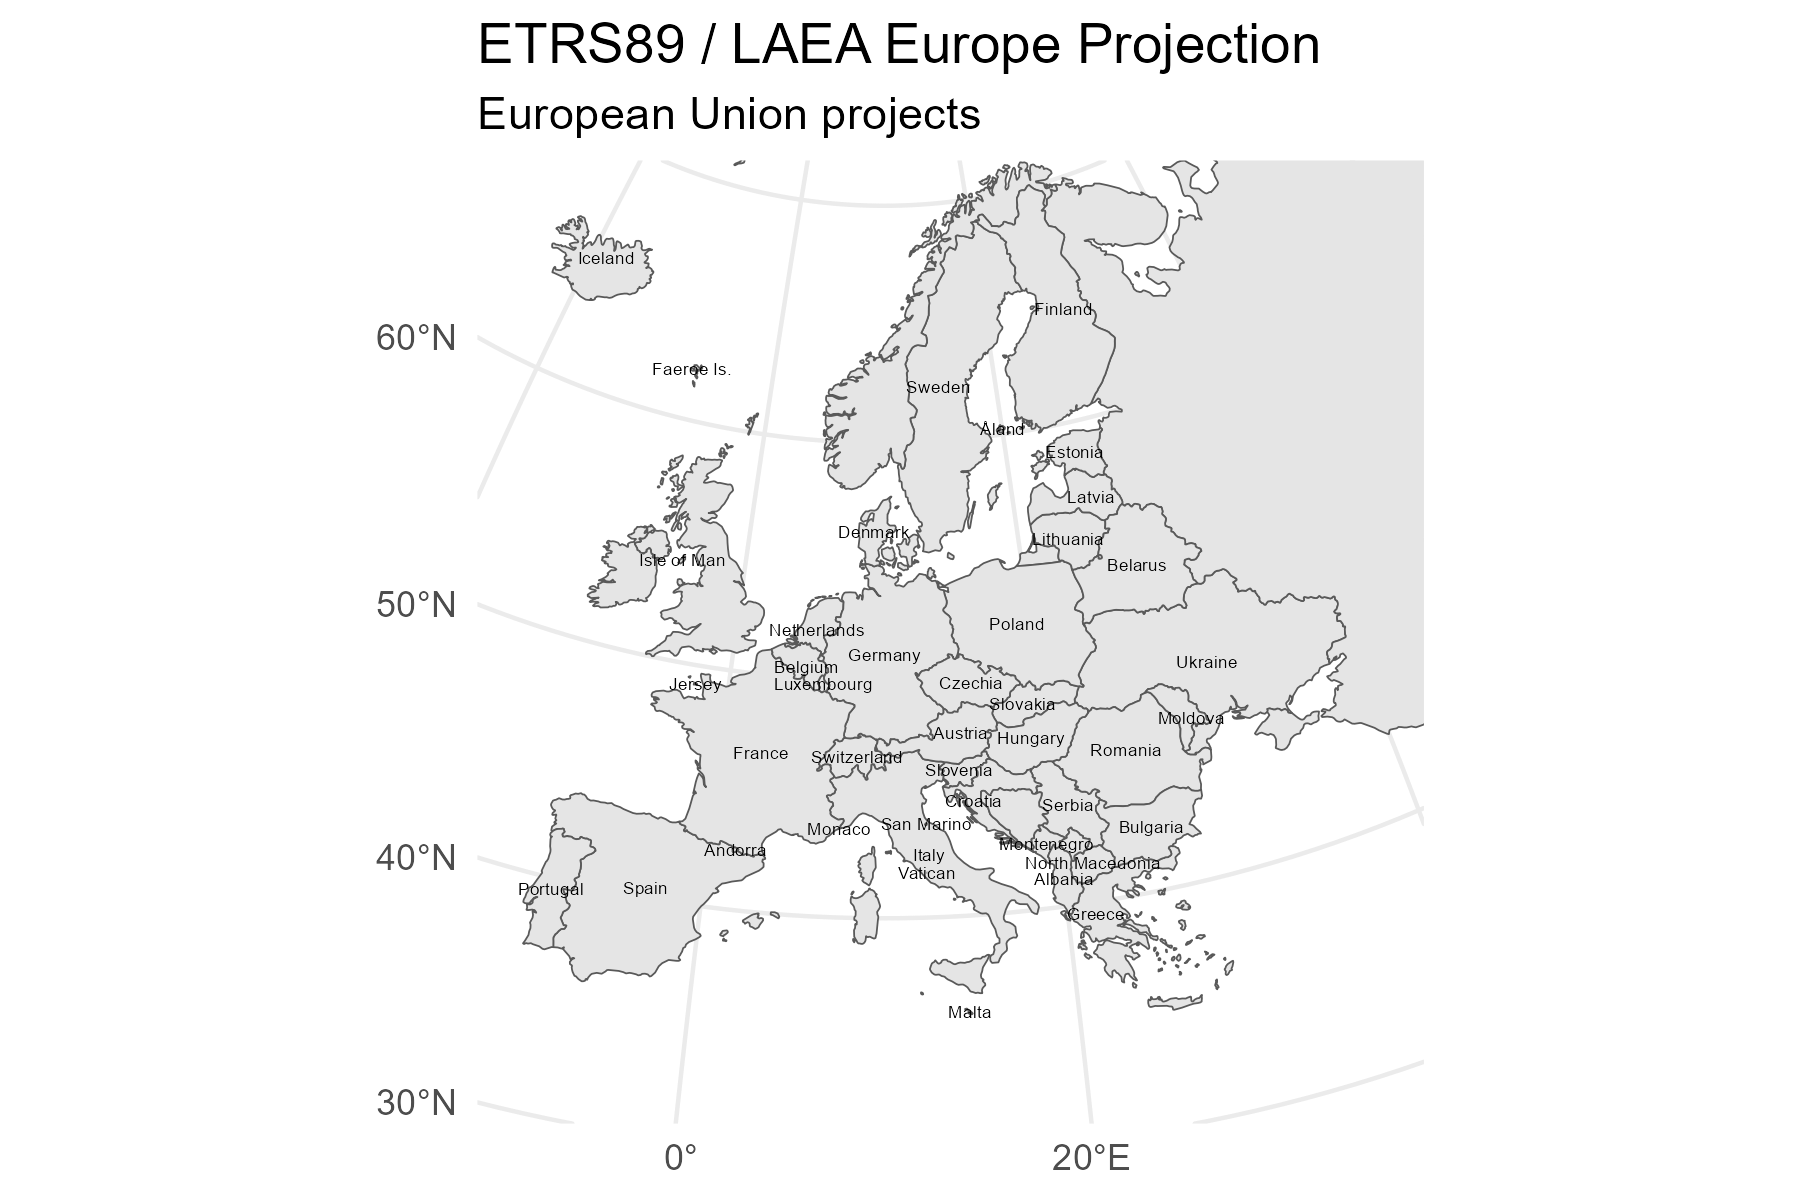 ETRS89 / LAEA Europe Projection
European Union projects
Iceland
Finland
60°N
Faeroe Is.
Sweden
Åland
Estonia
Latvia
Denmark
Lithuania
Isle of Man
Belarus
50°N
Poland
Netherlands
Germany
Ukraine
Belgium
Czechia
Jersey
Luxembourg
Slovakia
Moldova
Austria
Hungary
Romania
France
Switzerland
Slovenia
Croatia
Serbia
San Marino
Bulgaria
Monaco
Montenegro
Andorra
40°N
Italy
North Macedonia
Vatican
Albania
Portugal
Spain
Greece
Malta
30°N
0°
20°E